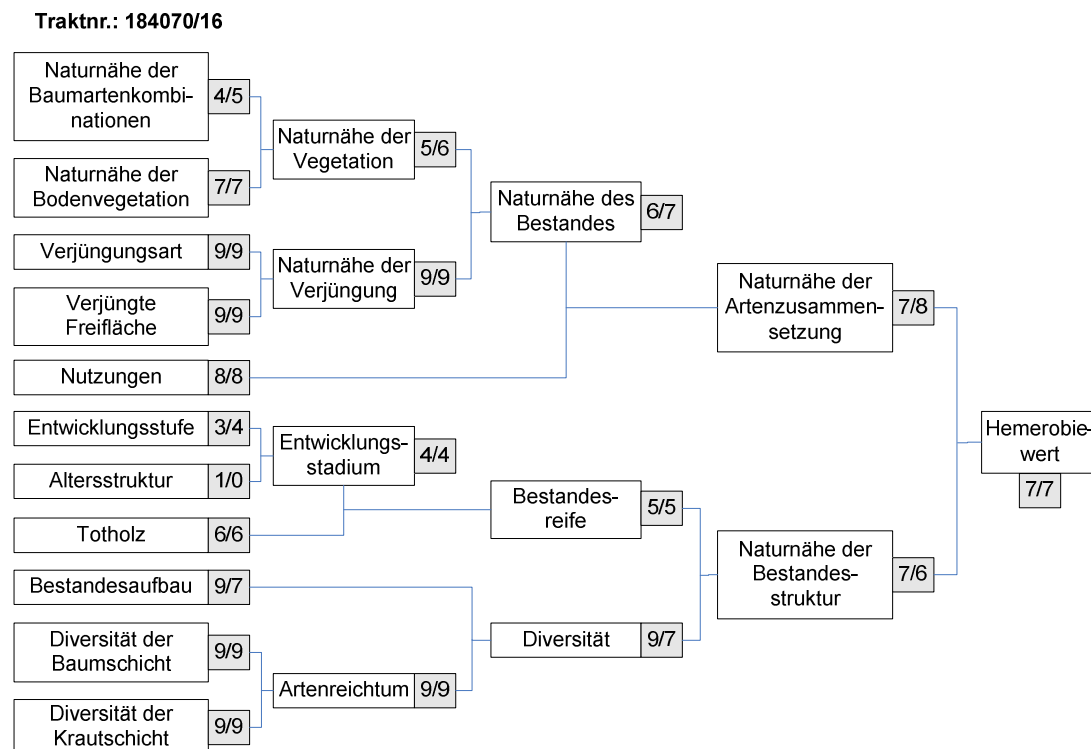 Traktnr.: 184070/16
Naturnähe der
Baumartenkombi-
nationen
4/5
Naturnähe der
Bodenvegetation
7/7
Naturnähe der
Vegetation
5/6
Verjüngungsart
9/9
Verjüngte
Freifläche
9/9
Naturnähe der
Verjüngung
9/9
Naturnähe des
Bestandes
6/7
Nutzungen
8/8
Naturnähe der
Artenzusammen-
setzung
7/8
Entwicklungsstufe
3/4
Altersstruktur
1/0
Entwicklungs-
stadium
4/4
Totholz
6/6
Bestandes-
reife
5/5
Bestandesaufbau
9/7
Diversität der
Baumschicht
9/9
Diversität der
Krautschicht
9/9
Artenreichtum
9/9
Diversität
9/7
Naturnähe der
Bestandes-
struktur
7/6
Hemerobie-
wert
7/7